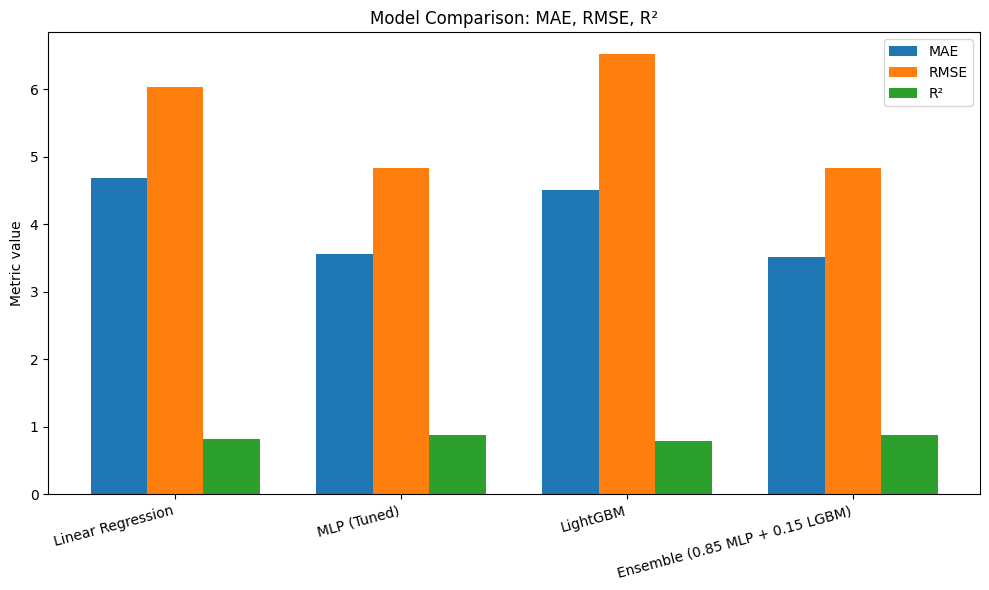 Model Comparison: MAE, RMSE, R²
MAE
RMSE
R²
Metric value
6
5
4
3
2
1
0
Linear Regression
MLP (Tuned)
LightGBM
Ensemble (0.85 MLP + 0.15 LGBM)